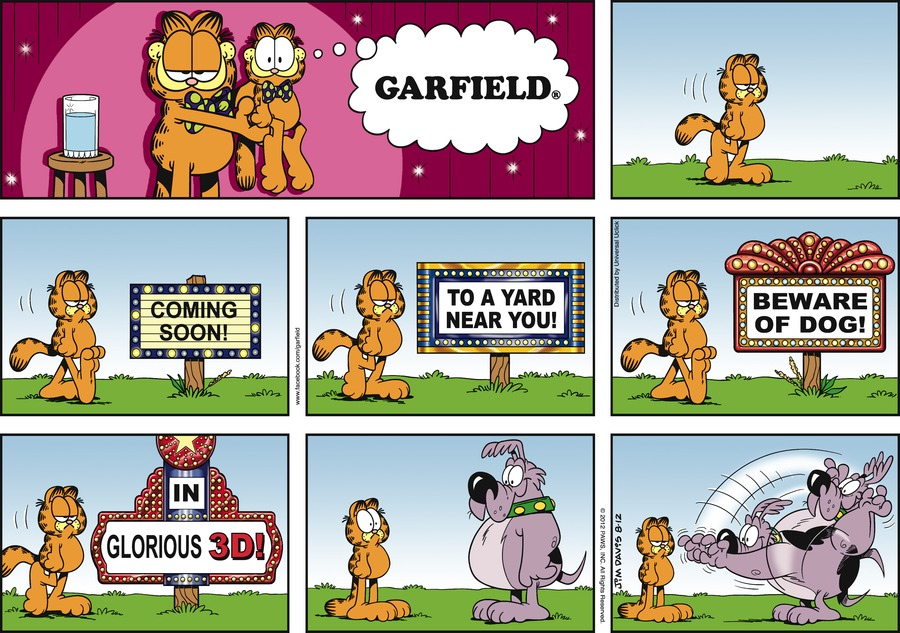 GARFIELD®
COMING
SOON!
www.facebook.com/garfield
TO A YARD
NEAR YOU!
Distributed by Universal Uclick
BEWARE
OF DOG!
IN
GLORIOUS 3D!
© 2012 PAWS, INC. All Rights Reserved.
JIM DAVIS 8-12